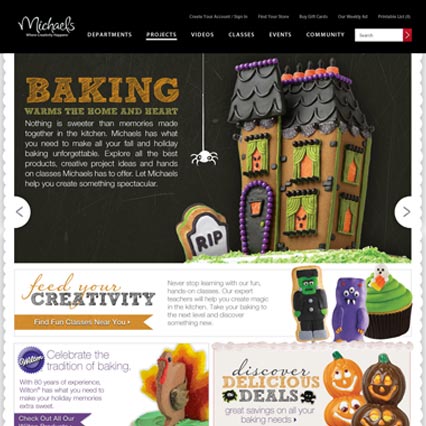 Michaels
Where Creativity Happens
Create Your Account / Sign In Find Your Store Buy Gift Cards Our Weekly Ad Printable List (0)
DEPARTMENTS PROJECTS VIDEOS CLASSES EVENTS COMMUNITY
Search
BAKING
WARMS THE HOME AND HEART
Nothing is sweeter than memories made
together in the kitchen. Michaels has what
you need to make all your fall and holiday
baking unforgettable. Explore all the best
products, creative project ideas and hands
on classes Michaels has to offer. Let Michaels
help you create something spectacular.
RIP
feed your
CREATIVITY
Find Fun Classes Near You
Never stop learning with our fun,
hands-on classes. Our expert
teachers will help you create magic
in the kitchen. Take your baking to
the next level and discover
something new.
Wilton
Celebrate the
tradition of baking.
With 80 years of experience,
Wilton® has what you need to
make your holiday memories
extra sweet.
Check Out All Our
Wilton Products
discover
DELICIOUS
DEALS
great savings on all your
baking needs